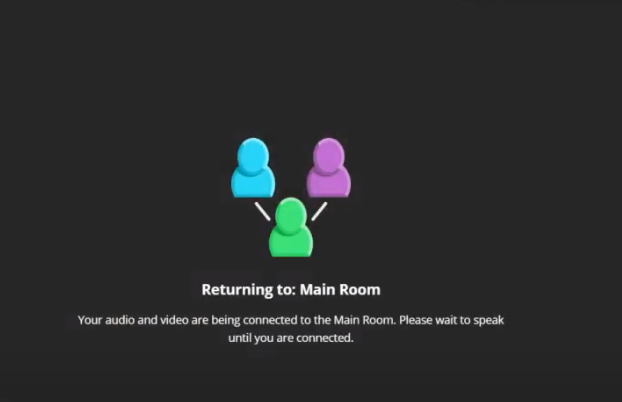 Returning to: Main Room
Your audio and video are being connected to the Main Room. Please wait to speak
until you are connected.